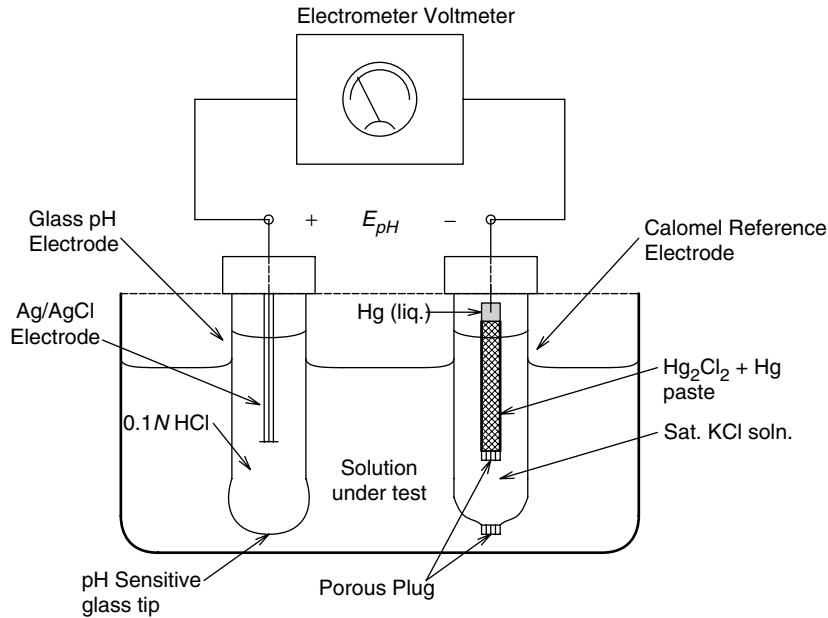 Electrometer Voltmeter
+ E_pH −
Glass pH
Electrode
Calomel Reference
Electrode
Ag/AgCl
Electrode
Hg (liq.)
Hg₂Cl₂ + Hg
paste
0.1N HCl
Sat. KCl soln.
Solution
under test
pH Sensitive
glass tip
Porous Plug